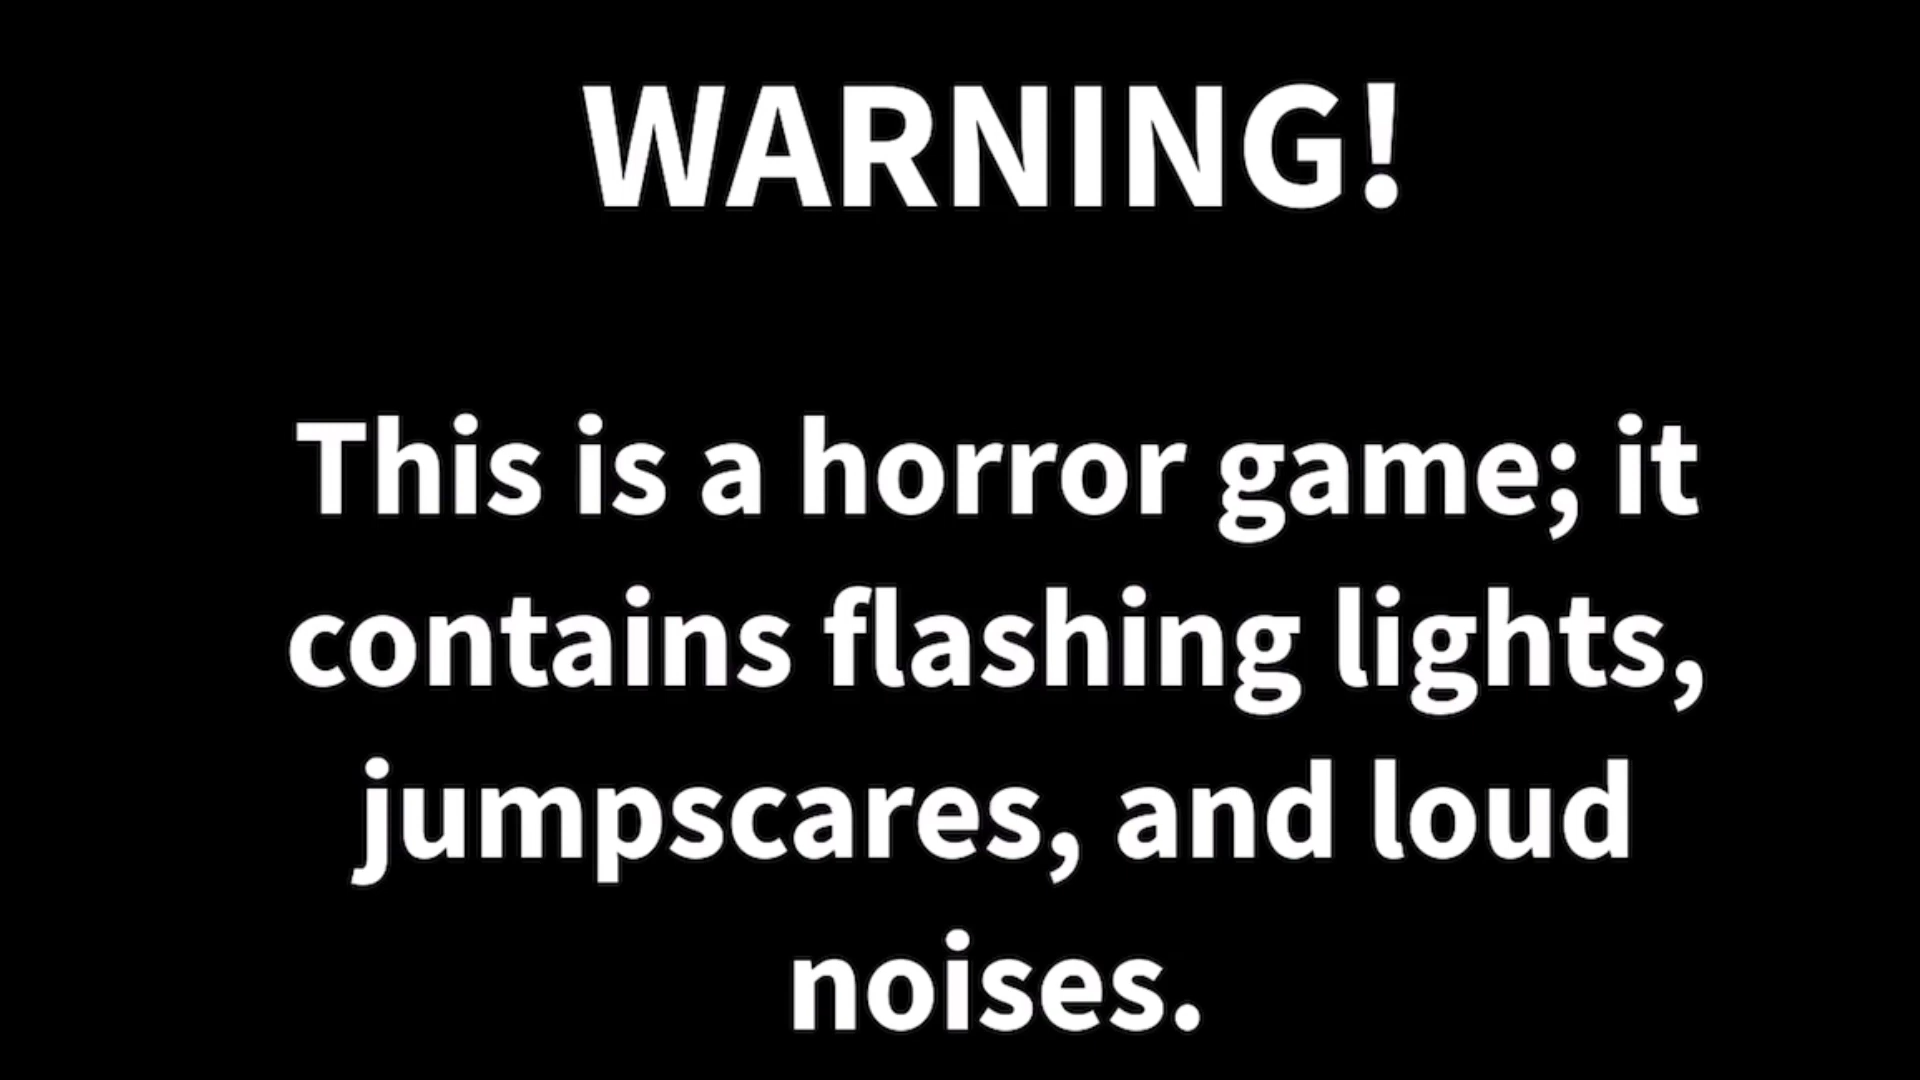 WARNING!
This is a horror game; it
contains flashing lights,
jumpscares, and loud
noises.